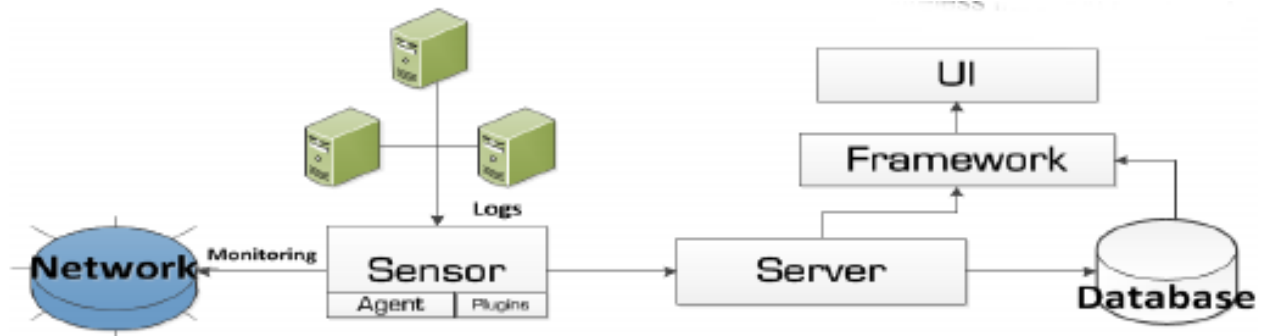 UI
Framework
Logs
Network
Monitoring
Sensor
Server
Database
Agent
Plugins